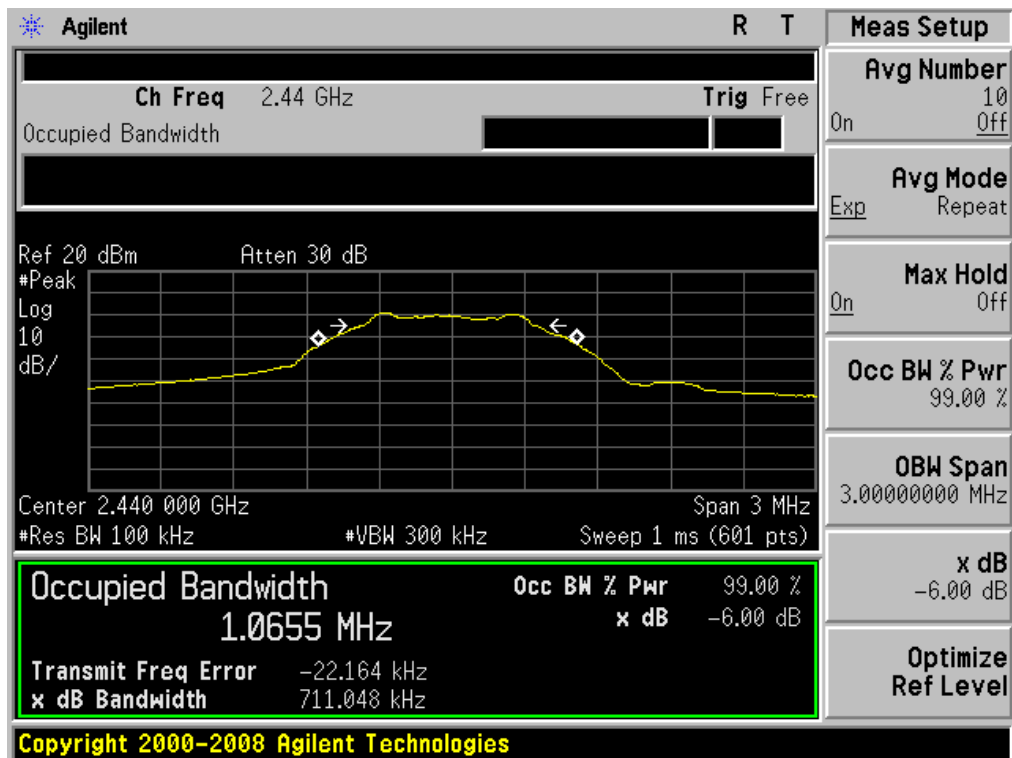 Agilent R T
Ch Freq 2.44 GHz Trig Free
Occupied Bandwidth
Ref 20 dBm Atten 30 dB
#Peak
Log
10
dB/
Center 2.440 000 GHz Span 3 MHz
#Res BW 100 kHz #VBW 300 kHz Sweep 1 ms (601 pts)
Occupied Bandwidth Occ BW % Pwr 99.00 %
1.0655 MHz x dB -6.00 dB
Transmit Freq Error -22.164 kHz
x dB Bandwidth 711.048 kHz
Meas Setup
Avg Number
10
On Off
Avg Mode
Exp Repeat
Max Hold
On Off
Occ BW % Pwr
99.00 %
OBW Span
3.00000000 MHz
x dB
-6.00 dB
Optimize
Ref Level
Copyright 2000-2008 Agilent Technologies